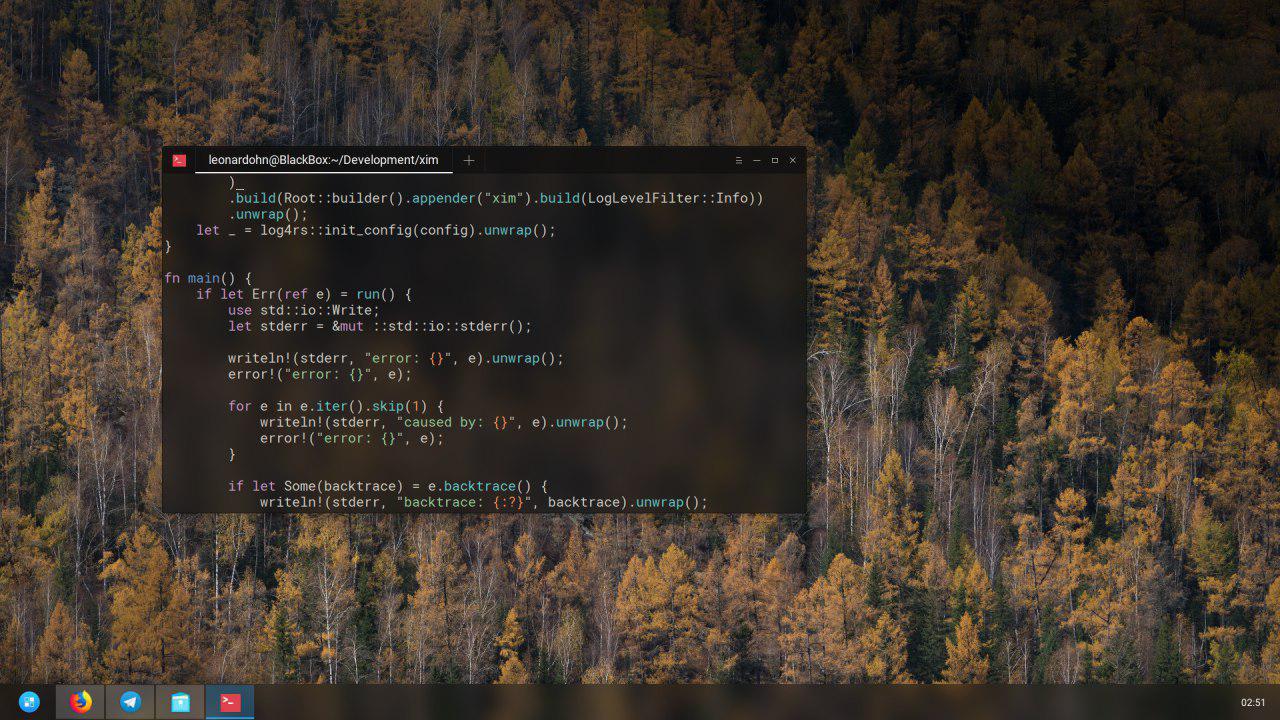 leonardohn@BlackBox:~/Development/xim
)_
.build(Root::builder().appender("xim").build(LogLevelFilter::Info))
.unwrap();
let _ = log4rs::init_config(config).unwrap();
}
fn main() {
if let Err(ref e) = run() {
use std::io::Write;
let stderr = &mut ::std::io::stderr();
writeln!(stderr, "error: {}", e).unwrap();
error!("error: {}", e);
for e in e.iter().skip(1) {
writeln!(stderr, "caused by: {}", e).unwrap();
error!("error: {}", e);
}
if let Some(backtrace) = e.backtrace() {
writeln!(stderr, "backtrace: {:?}", backtrace).unwrap();
02:51